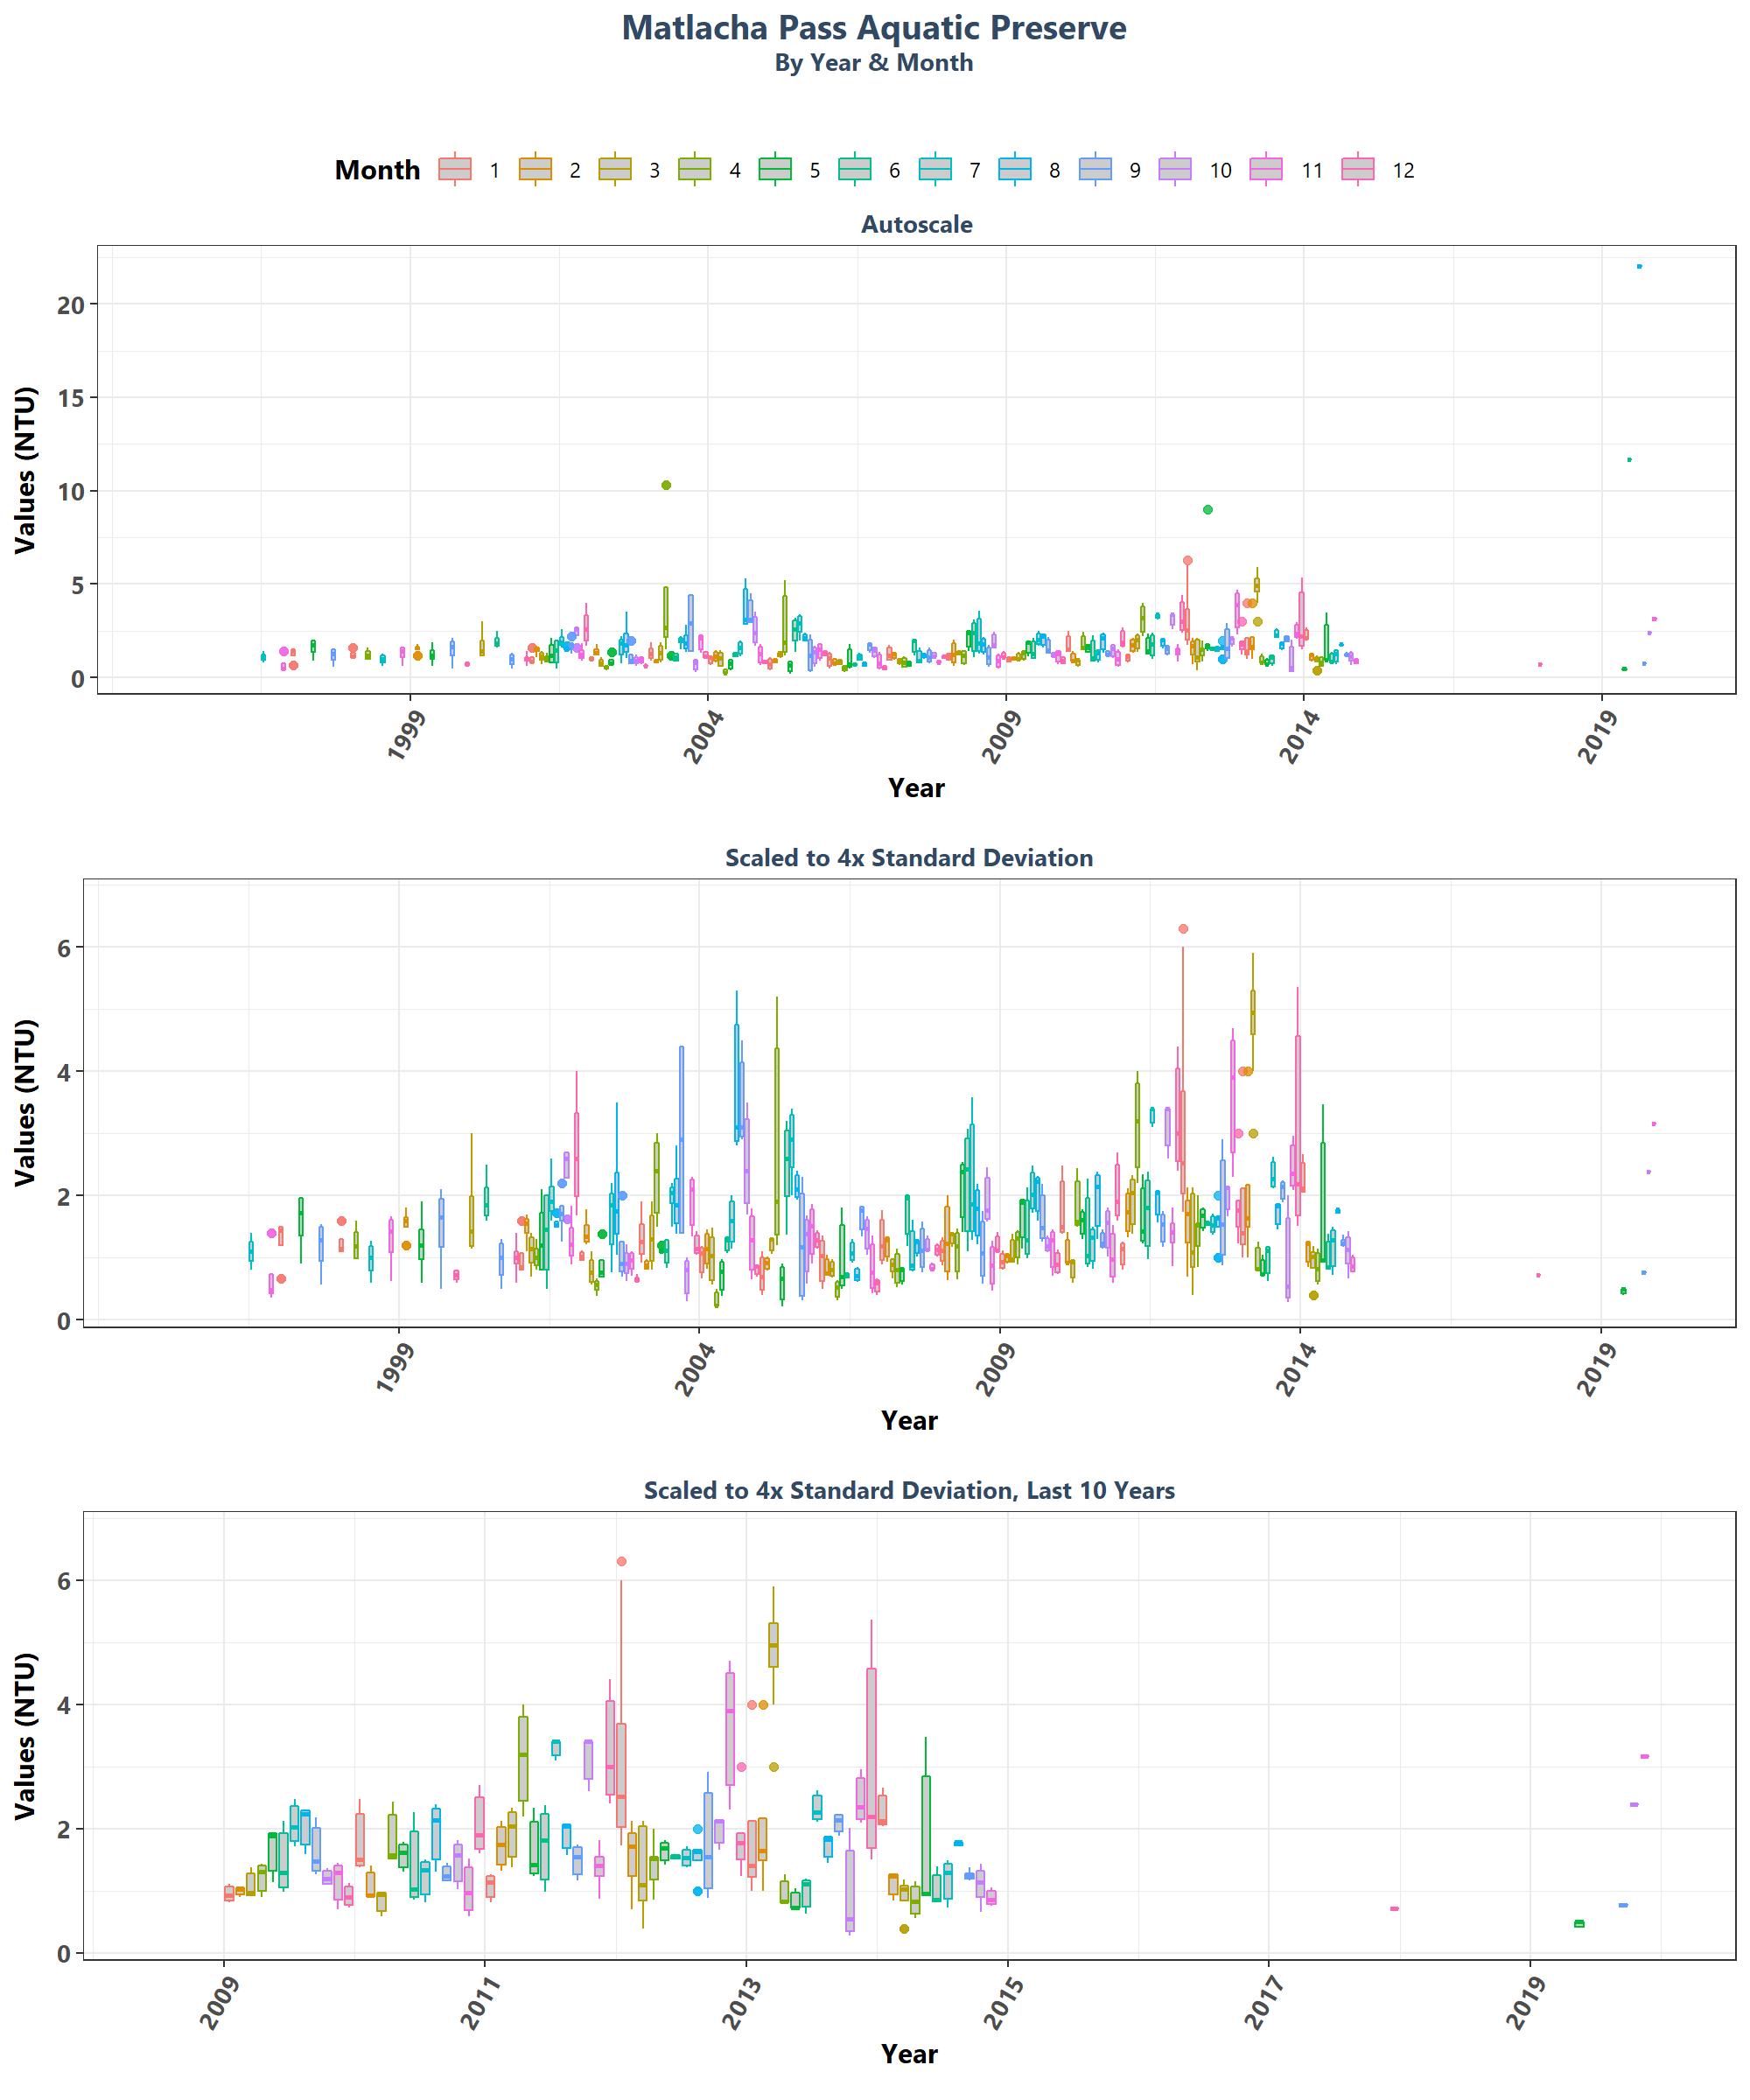 Matlacha Pass Aquatic Preserve
By Year & Month
Month 1 2 3 4 5 6 7 8 9 10 11 12
Autoscale
Values (NTU)
20
15
10
5
0
1999 2004 2009 2014 2019
Year
Scaled to 4x Standard Deviation
Values (NTU)
6
4
2
0
1999 2004 2009 2014 2019
Year
Scaled to 4x Standard Deviation, Last 10 Years
Values (NTU)
6
4
2
0
2009 2011 2013 2015 2017 2019
Year